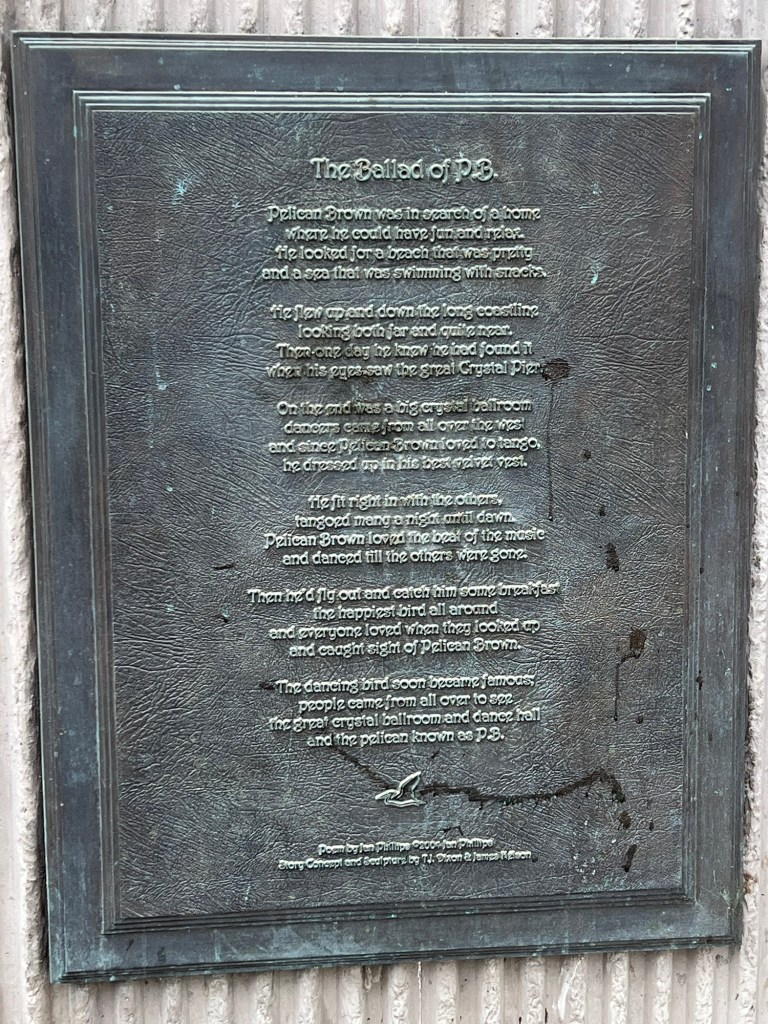 The Ballad of P.B.
Pelican Brown was in search of a home
where he could have fun and relax.
He looked for a beach that was pretty
and a sea that was swimming with snacks.
He flew up and down the long coastline
looking both far and quite near.
Then one day he knew he had found it
when his eyes saw the great Crystal Pier.
On the end was a big crystal ballroom
dancers came from all over the west
and since Pelican Brown loved to tango,
he dressed up in his best velvet vest.
He fit right in with the others,
tangoed many a night until dawn.
Pelican Brown loved the beat of the music
and danced till the others were gone.
Then he'd fly out and catch him some breakfast
the happiest bird all around
and everyone loved when they looked up
and caught sight of Pelican Brown.
The dancing bird soon became famous;
people came from all over to see
the great crystal ballroom and dance hall
and the pelican known as P.B.
Poem by Jan Phillips ©2004 Jan Phillips
Story Concept and Sculpture by T.J. Dixon & James Nelson